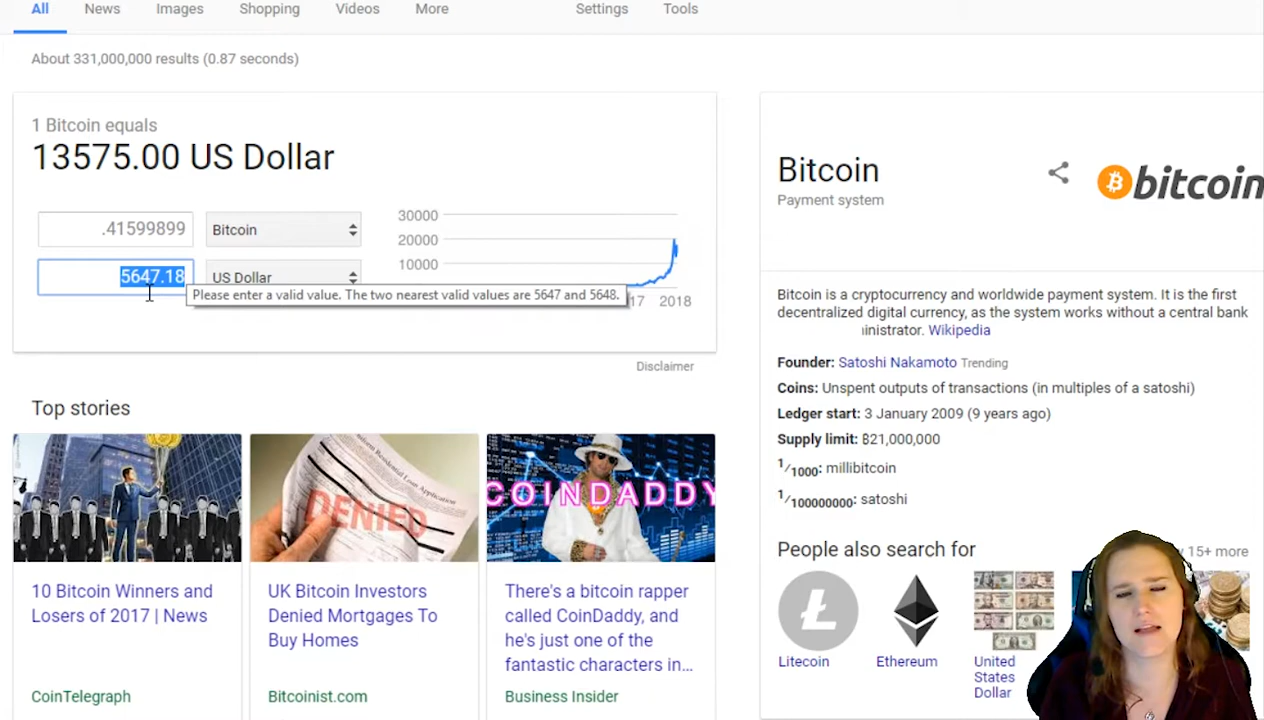 All News Images Shopping Videos More Settings Tools
About 331,000,000 results (0.87 seconds)
1 Bitcoin equals
13575.00 US Dollar
.41599899 Bitcoin
5647.18 US Dollar
Please enter a valid value. The two nearest valid values are 5647 and 5648.
30000
20000
10000
17 2018
Disclaimer
Bitcoin
Payment system
bitcoin
Bitcoin is a cryptocurrency and worldwide payment system. It is the first
decentralized digital currency, as the system works without a central bank
inistrator. Wikipedia
Founder: Satoshi Nakamoto Trending
Coins: Unspent outputs of transactions (in multiples of a satoshi)
Ledger start: 3 January 2009 (9 years ago)
Supply limit: ₿21,000,000
1/1000: millibitcoin
1/100000000: satoshi
People also search for
15+ more
Litecoin
Ethereum
United
States
Dollar
Top stories
DENIED
COINDADDY
10 Bitcoin Winners and
Losers of 2017 | News
CoinTelegraph
UK Bitcoin Investors
Denied Mortgages To
Buy Homes
Bitcoinist.com
There's a bitcoin rapper
called CoinDaddy, and
he's just one of the
fantastic characters in...
Business Insider